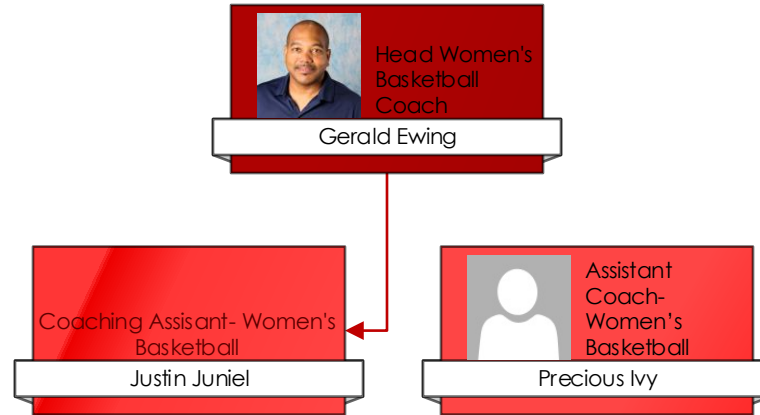 Head Women's
Basketball
Coach
Gerald Ewing
Coaching Assisant- Women's
Basketball
Justin Juniel
Assistant
Coach-
Women’s
Basketball
Precious Ivy